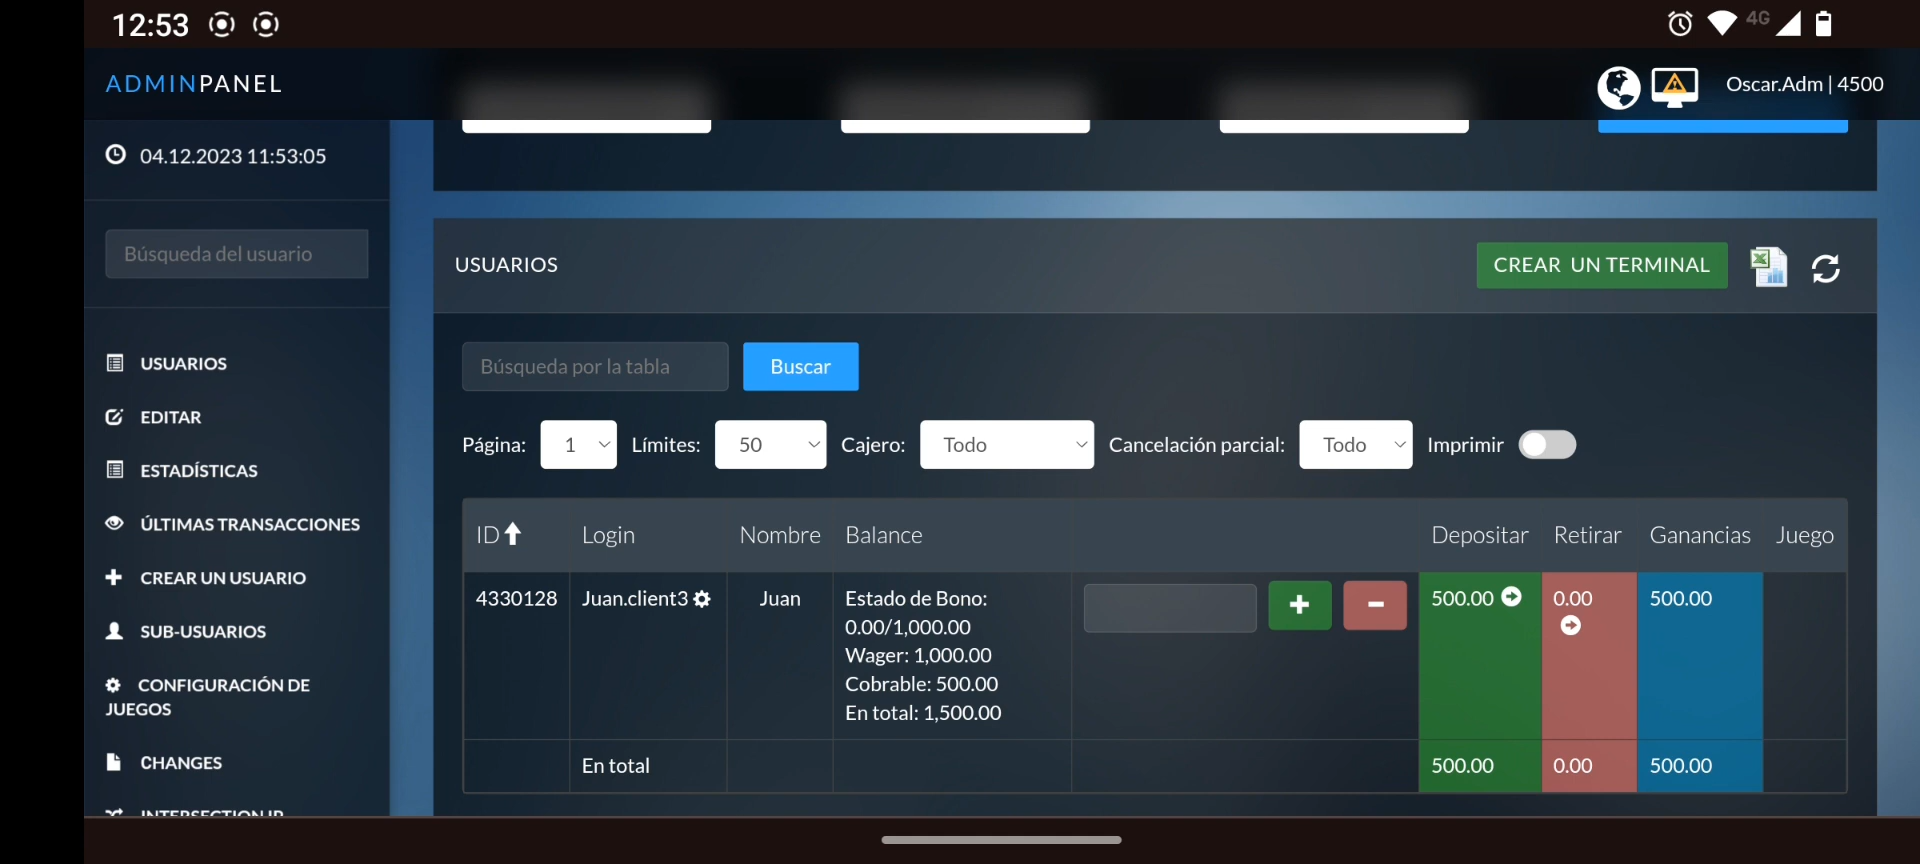 12:53
4G
ADMINPANEL
Oscar.Adm | 4500
04.12.2023 11:53:05
Búsqueda del usuario
USUARIOS
EDITAR
ESTADÍSTICAS
ÚLTIMAS TRANSACCIONES
CREAR UN USUARIO
SUB-USUARIOS
CONFIGURACIÓN DE
JUEGOS
CHANGES
INTERSECTION IP
USUARIOS
CREAR UN TERMINAL
Búsqueda por la tabla
Buscar
Página: 1 Límites: 50 Cajero: Todo Cancelación parcial: Todo Imprimir
ID Login Nombre Balance Depositar Retirar Ganancias Juego
4330128 Juan.client3 Juan Estado de Bono: 500.00 0.00 500.00
0.00/1,000.00
Wager: 1,000.00
Cobrable: 500.00
En total: 1,500.00
En total 500.00 0.00 500.00